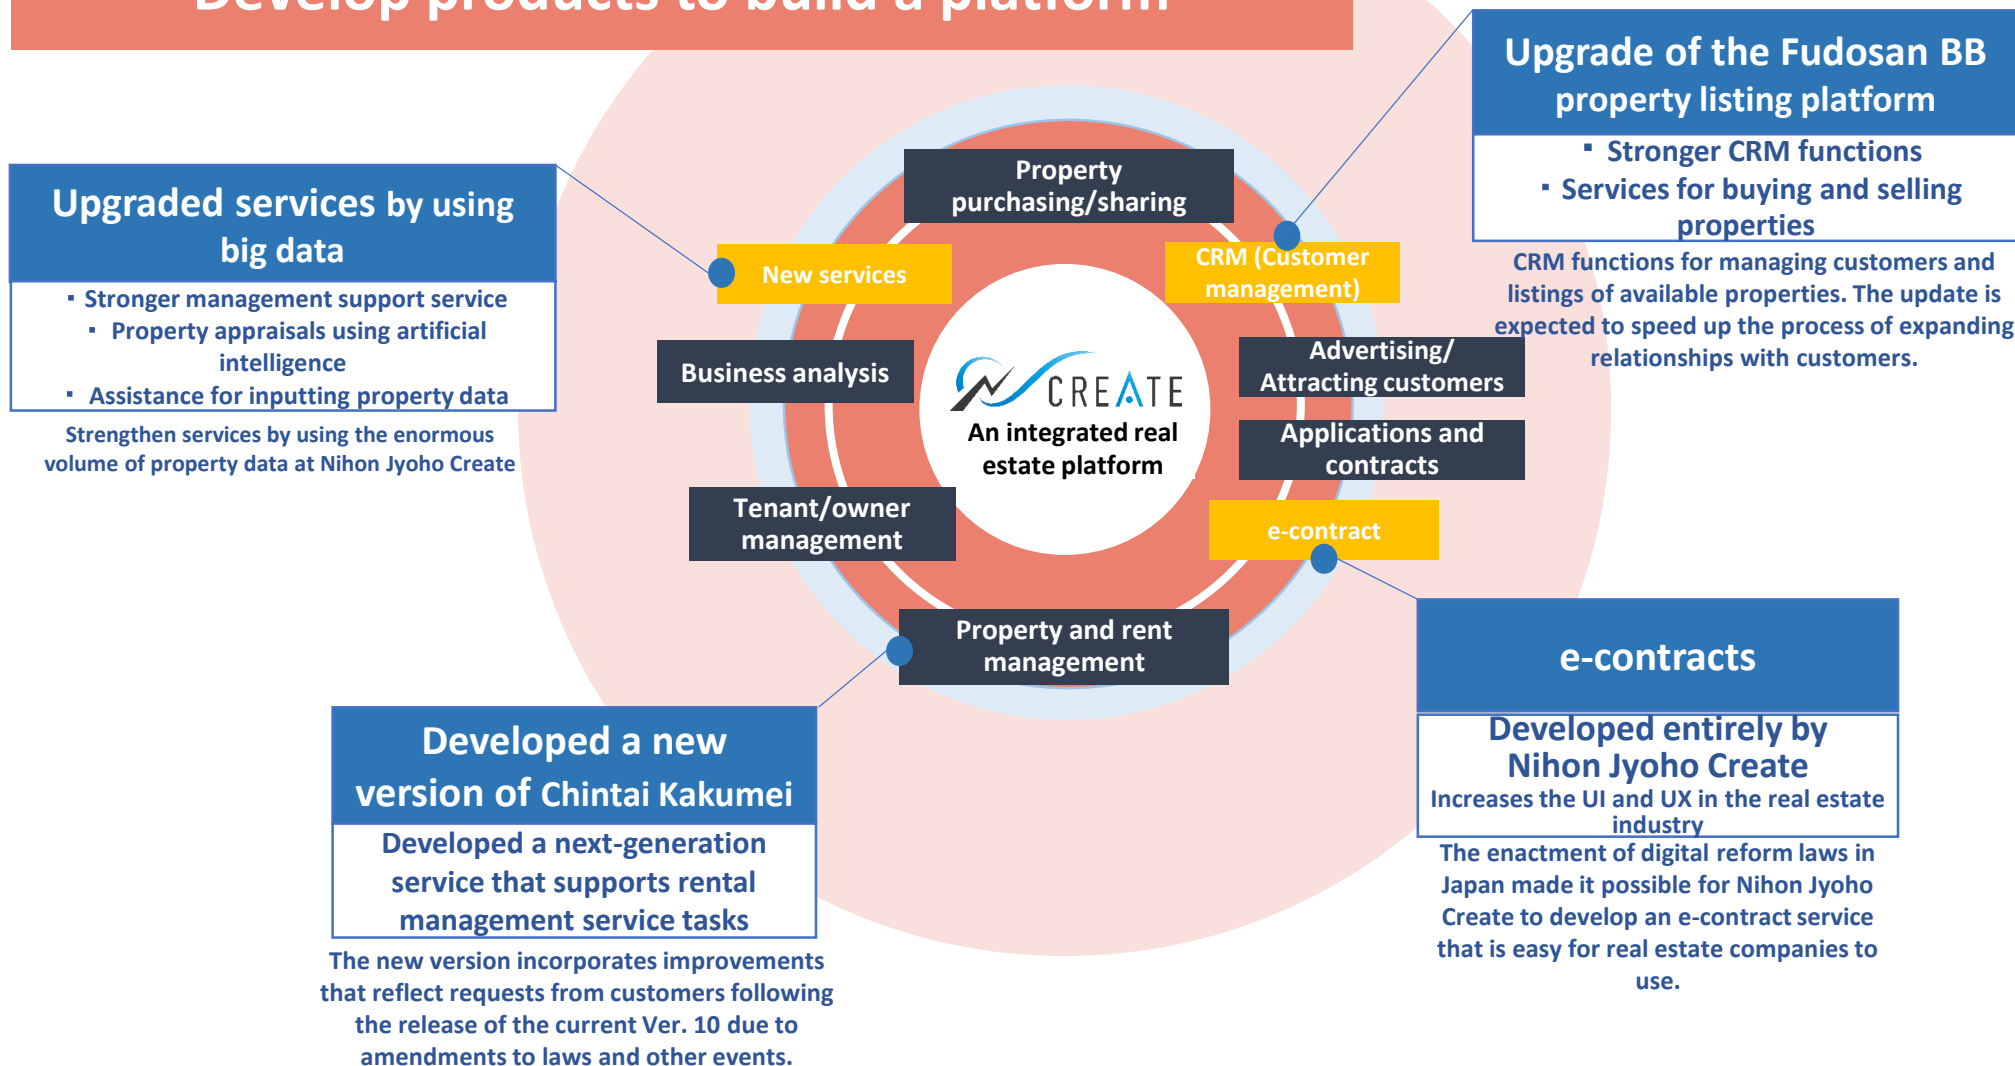 Develop products to build a platform
Upgrade of the Fudosan BB
property listing platform
▪ Stronger CRM functions
▪ Services for buying and selling
properties
CRM functions for managing customers and
listings of available properties. The update is
expected to speed up the process of expanding
relationships with customers.
Upgraded services by using
big data
▪ Stronger management support service
▪ Property appraisals using artificial
intelligence
▪ Assistance for inputting property data
Strengthen services by using the enormous
volume of property data at Nihon Jyoho Create
Property
purchasing/sharing
New services
CRM (Customer
management)
Business analysis
Advertising/
Attracting customers
CREATE
An integrated real
estate platform
Applications and
contracts
Tenant/owner
management
e-contract
Property and rent
management
e-contracts
Developed entirely by
Nihon Jyoho Create
Increases the UI and UX in the real estate
industry
The enactment of digital reform laws in
Japan made it possible for Nihon Jyoho
Create to develop an e-contract service
that is easy for real estate companies to
use.
Developed a new
version of Chintai Kakumei
Developed a next-generation
service that supports rental
management service tasks
The new version incorporates improvements
that reflect requests from customers following
the release of the current Ver. 10 due to
amendments to laws and other events.